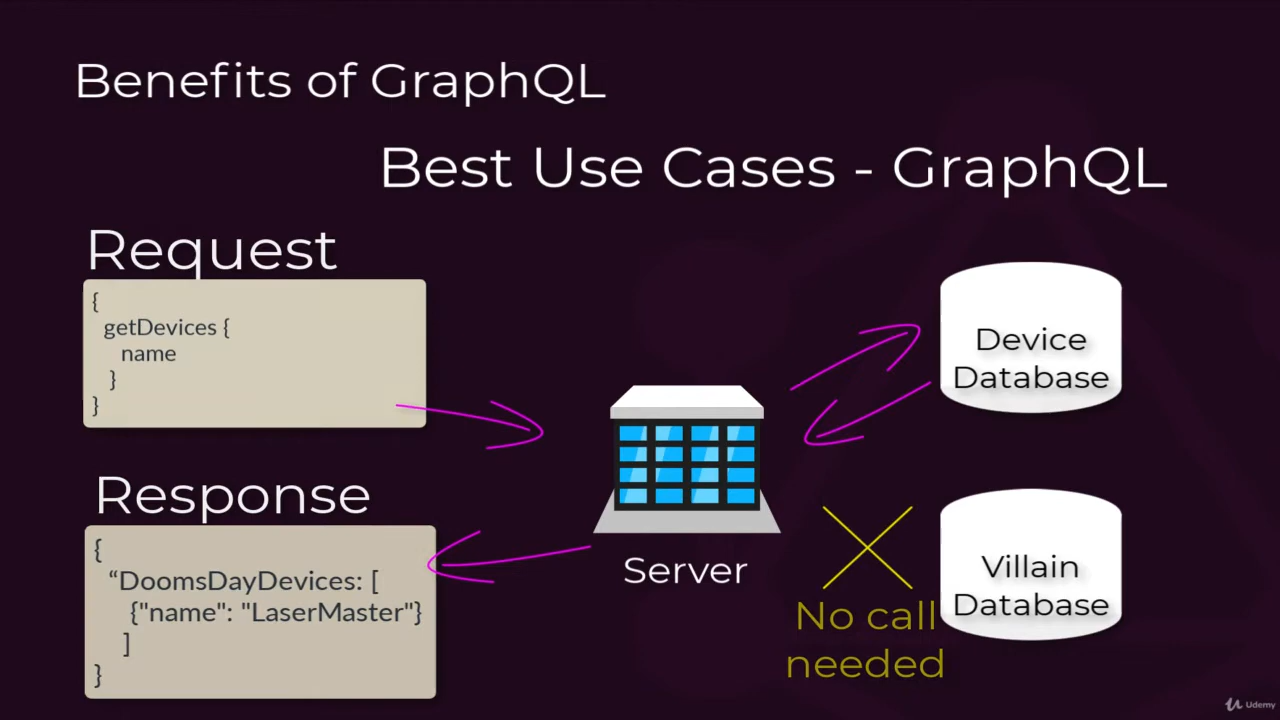 Benefits of GraphQL
Best Use Cases - GraphQL
Request
{
getDevices {
name
}
}
Response
{
“DoomsDayDevices: [
{"name": "LaserMaster"}
]
}
Server
Device
Database
Villain
Database
No call
needed
Udemy